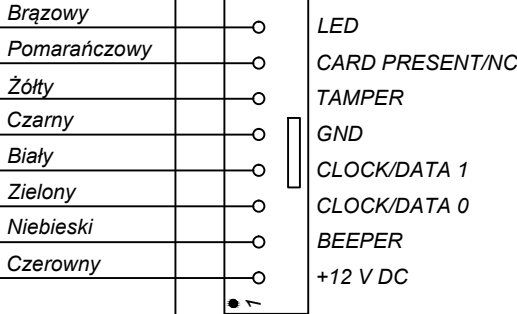 Brązowy LED
Pomarańczowy CARD PRESENT/NC
Żółty TAMPER
Czarny GND
Biały CLOCK/DATA 1
Zielony CLOCK/DATA 0
Niebieski BEEPER
Czerowny +12 V DC
1